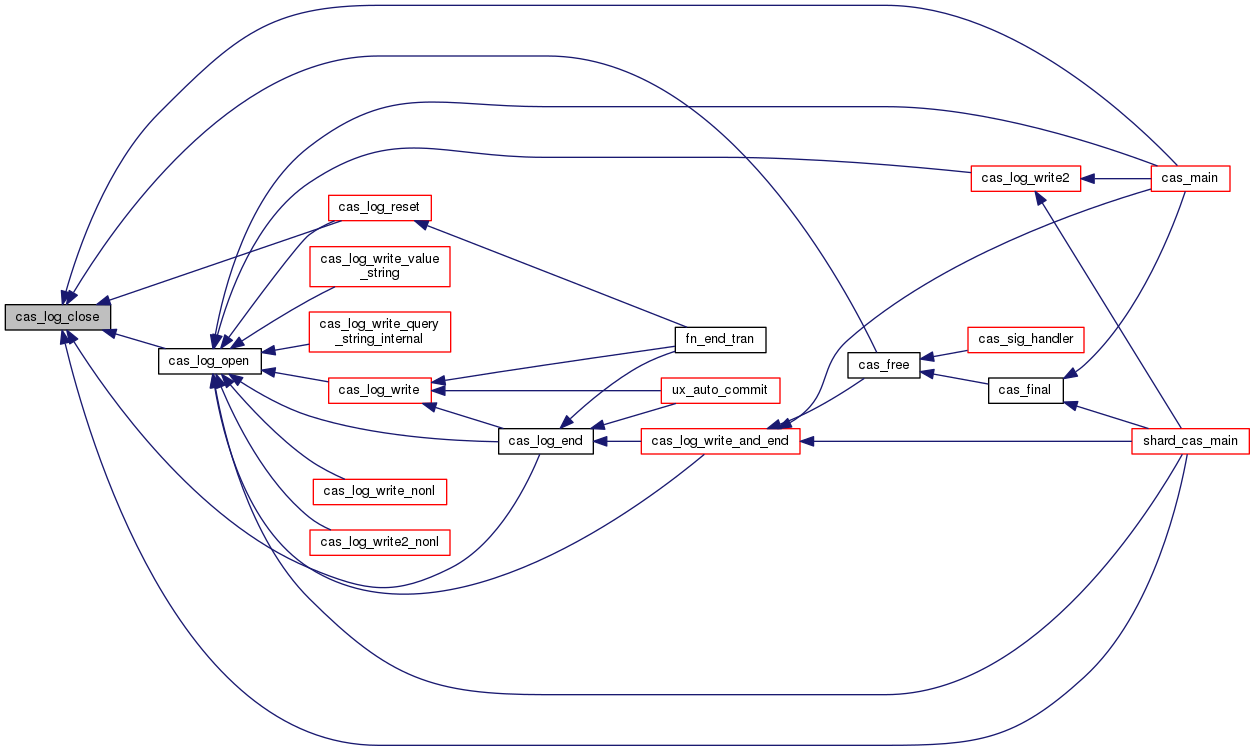 cas_log_close
cas_log_open
cas_log_reset
cas_log_write_value
_string
cas_log_write_query
_string_internal
cas_log_write
cas_log_write_nonl
cas_log_write2_nonl
cas_log_end
fn_end_tran
ux_auto_commit
cas_log_write_and_end
cas_free
cas_log_write2
cas_sig_handler
cas_final
cas_main
shard_cas_main